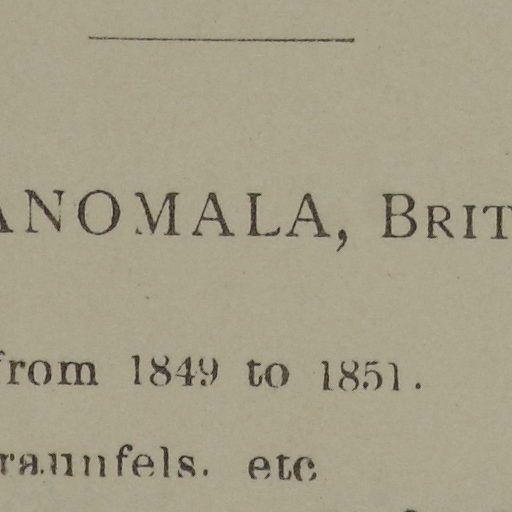 ANOMALA, BRIT
from 1849 to 1851.
raunfels. etc